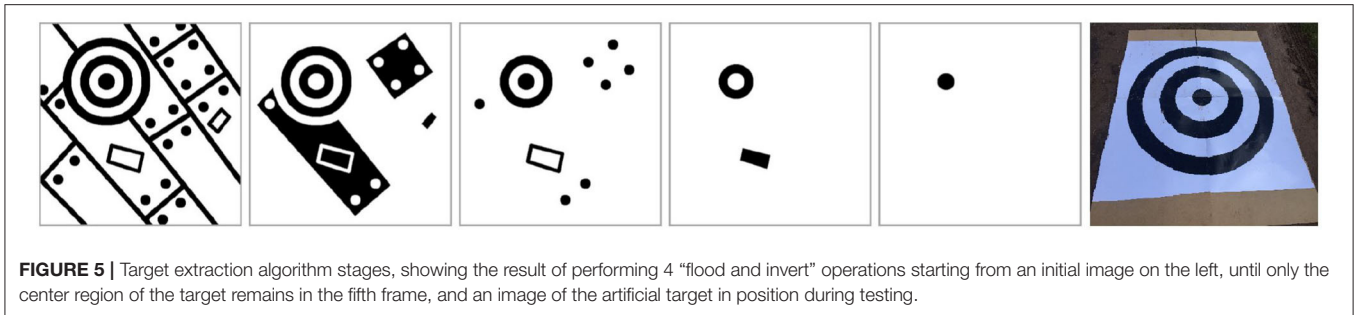 FIGURE 5 | Target extraction algorithm stages, showing the result of performing 4 “flood and invert” operations starting from an initial image on the left, until only the
center region of the target remains in the fifth frame, and an image of the artificial target in position during testing.